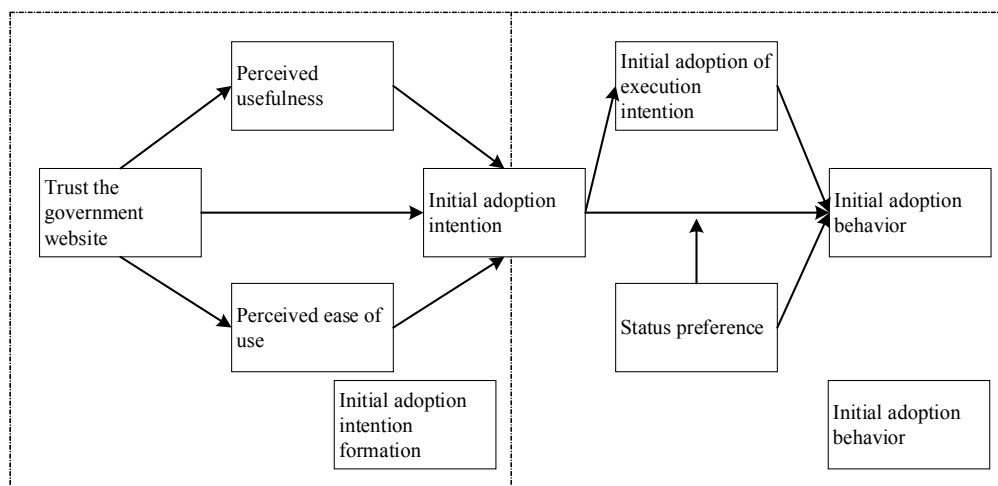 Perceived
usefulness
Initial adoption of
execution
intention
Trust the
government
website
Initial adoption
intention
Initial adoption
behavior
Perceived ease of
use
Status preference
Initial adoption
intention
formation
Initial adoption
behavior